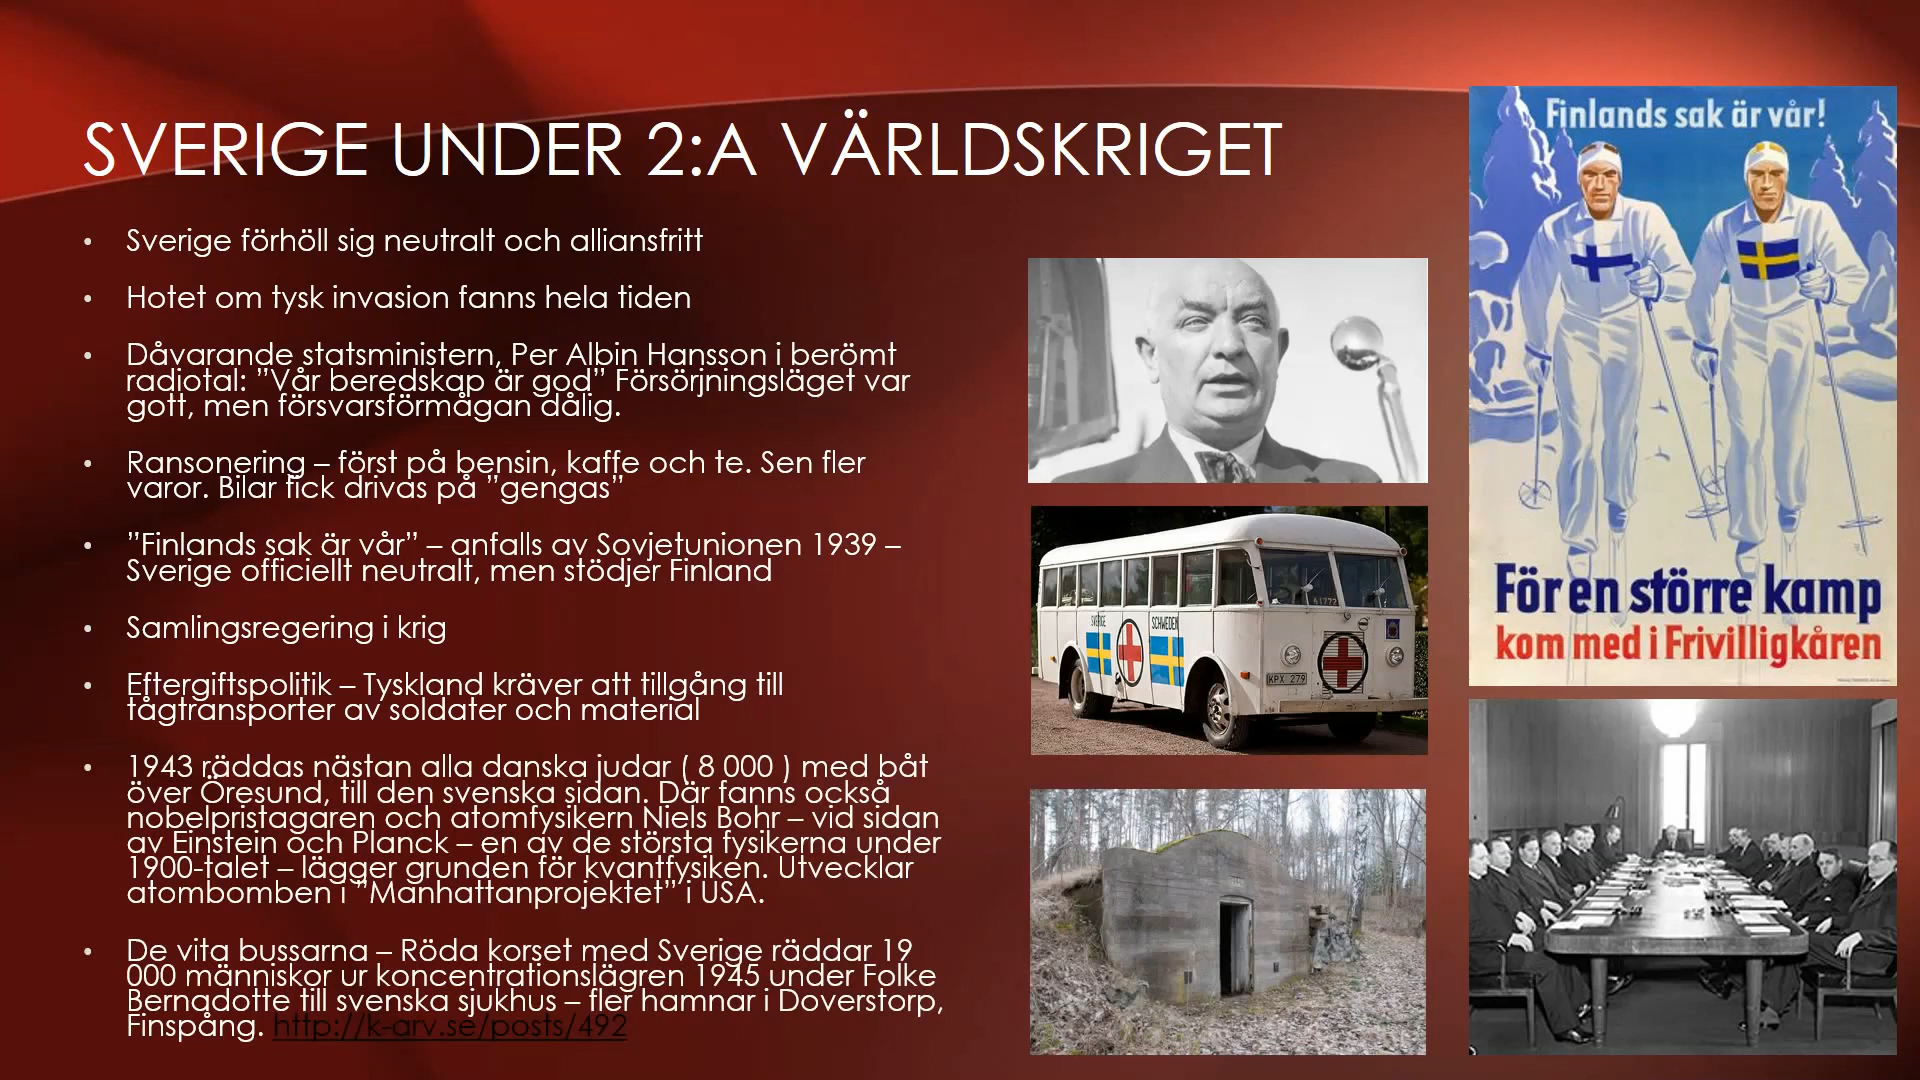 SVERIGE UNDER 2:A VÄRLDSKRIGET
• Sverige förhöll sig neutralt och alliansfritt
• Hotet om tysk invasion fanns hela tiden
• Dåvarande statsministern, Per Albin Hansson i berömt
radiotal: ”Vår beredskap är god” Försörjningsläget var
gott, men försvarsförmågan dålig.
• Ransonering – först på bensin, kaffe och te. Sen fler
varor. Bilar fick drivas på ”gengas”
• ”Finlands sak är vår” – anfalls av Sovjetunionen 1939 –
Sverige officiellt neutralt, men stödjer Finland
• Samlingsregering i krig
• Eftergiftspolitik – Tyskland kräver att tillgång till
tågtransporter av soldater och material
• 1943 räddas nästan alla danska judar ( 8 000 ) med båt
över Öresund, till den svenska sidan. Där fanns också
nobelpristagaren och atomfysikern Niels Bohr – vid sidan
av Einstein och Planck – en av de största fysikerna under
1900-talet – lägger grunden för kvantfysiken. Utvecklar
atombomben i ”Manhattanprojektet” i USA.
• De vita bussarna – Röda korset med Sverige räddar 19
000 människor ur koncentrationslägren 1945 under Folke
Bernadotte till svenska sjukhus – fler hamnar i Doverstorp,
Finspång. http://k-arv.se/posts/492
SVERIGE
SCHWEDEN
A 1772
KPX 279
Finlands sak är vår!
För en större kamp
kom med i Frivilligkåren